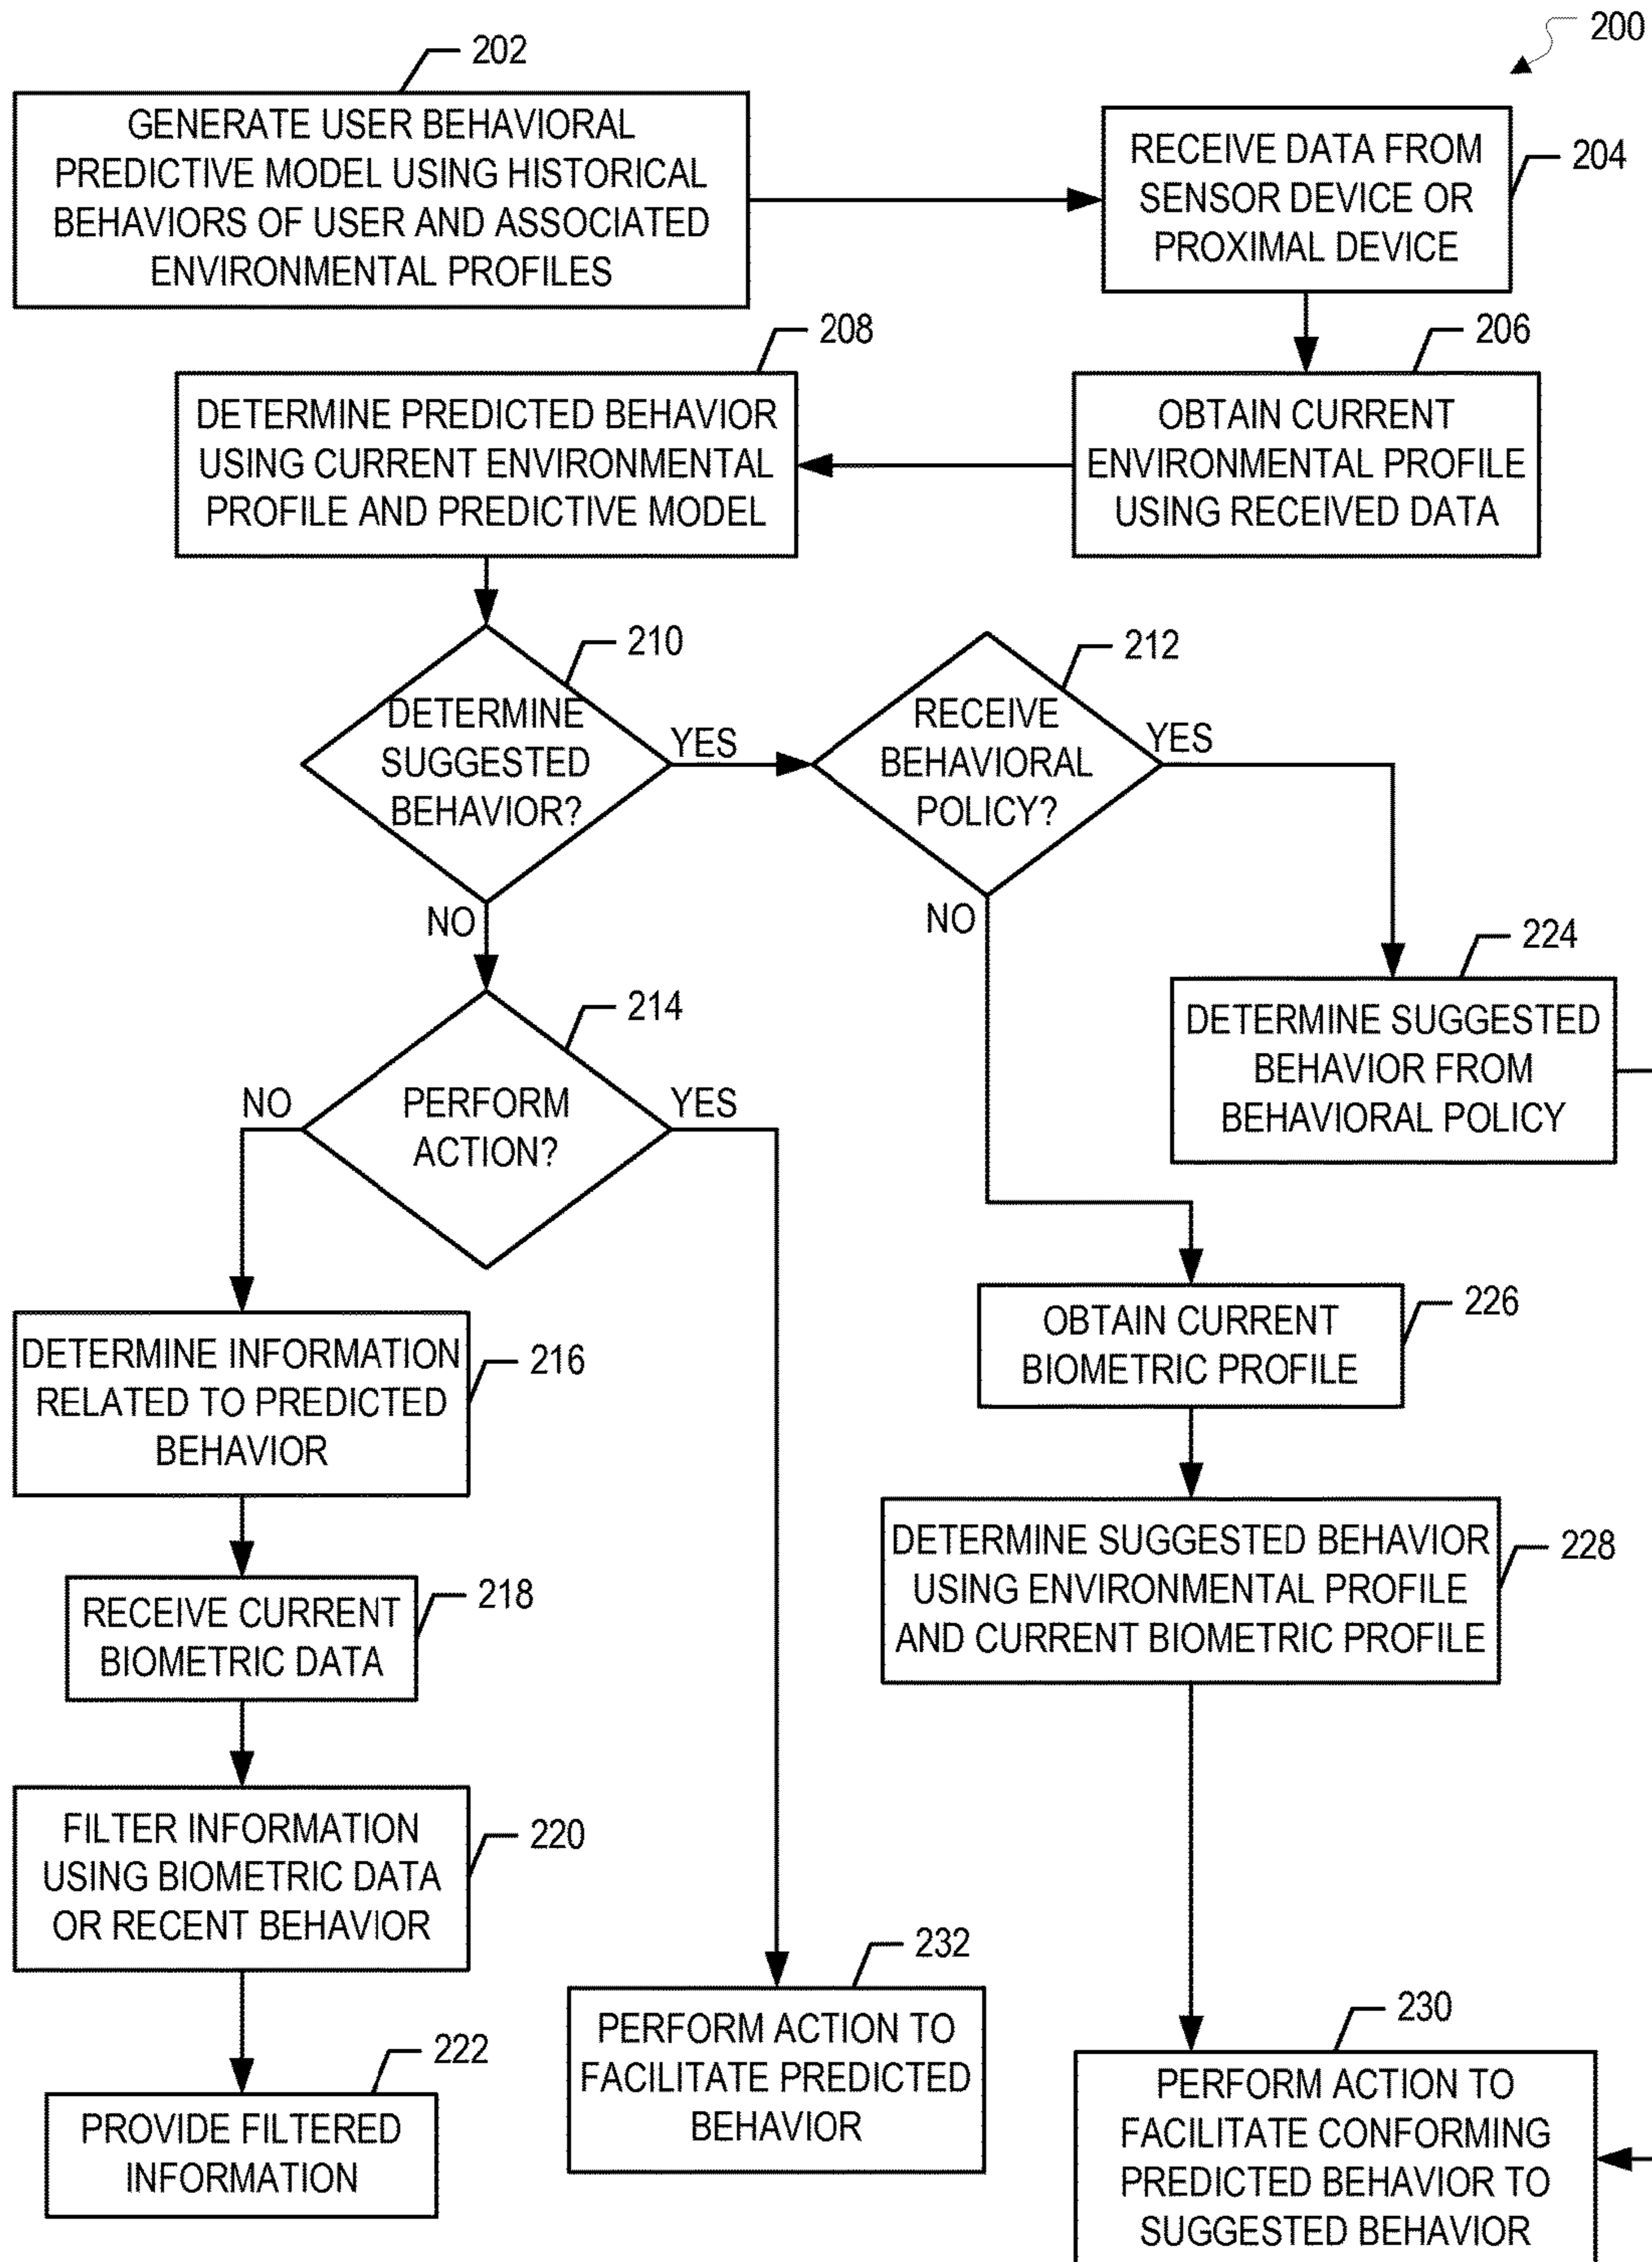 200
202
GENERATE USER BEHAVIORAL
PREDICTIVE MODEL USING HISTORICAL
BEHAVIORS OF USER AND ASSOCIATED
ENVIRONMENTAL PROFILES
RECEIVE DATA FROM
SENSOR DEVICE OR
PROXIMAL DEVICE
204
208
206
DETERMINE PREDICTED BEHAVIOR
USING CURRENT ENVIRONMENTAL
PROFILE AND PREDICTIVE MODEL
OBTAIN CURRENT
ENVIRONMENTAL PROFILE
USING RECEIVED DATA
210
DETERMINE
SUGGESTED
BEHAVIOR?
YES
NO
212
RECEIVE
BEHAVIORAL
POLICY?
YES
NO
224
DETERMINE SUGGESTED
BEHAVIOR FROM
BEHAVIORAL POLICY
214
PERFORM
ACTION?
NO
YES
226
OBTAIN CURRENT
BIOMETRIC PROFILE
DETERMINE INFORMATION
RELATED TO PREDICTED
BEHAVIOR
216
DETERMINE SUGGESTED BEHAVIOR
USING ENVIRONMENTAL PROFILE
AND CURRENT BIOMETRIC PROFILE
228
RECEIVE CURRENT
BIOMETRIC DATA
218
FILTER INFORMATION
USING BIOMETRIC DATA
OR RECENT BEHAVIOR
220
232
PERFORM ACTION TO
FACILITATE PREDICTED
BEHAVIOR
230
PERFORM ACTION TO
FACILITATE CONFORMING
PREDICTED BEHAVIOR TO
SUGGESTED BEHAVIOR
222
PROVIDE FILTERED
INFORMATION